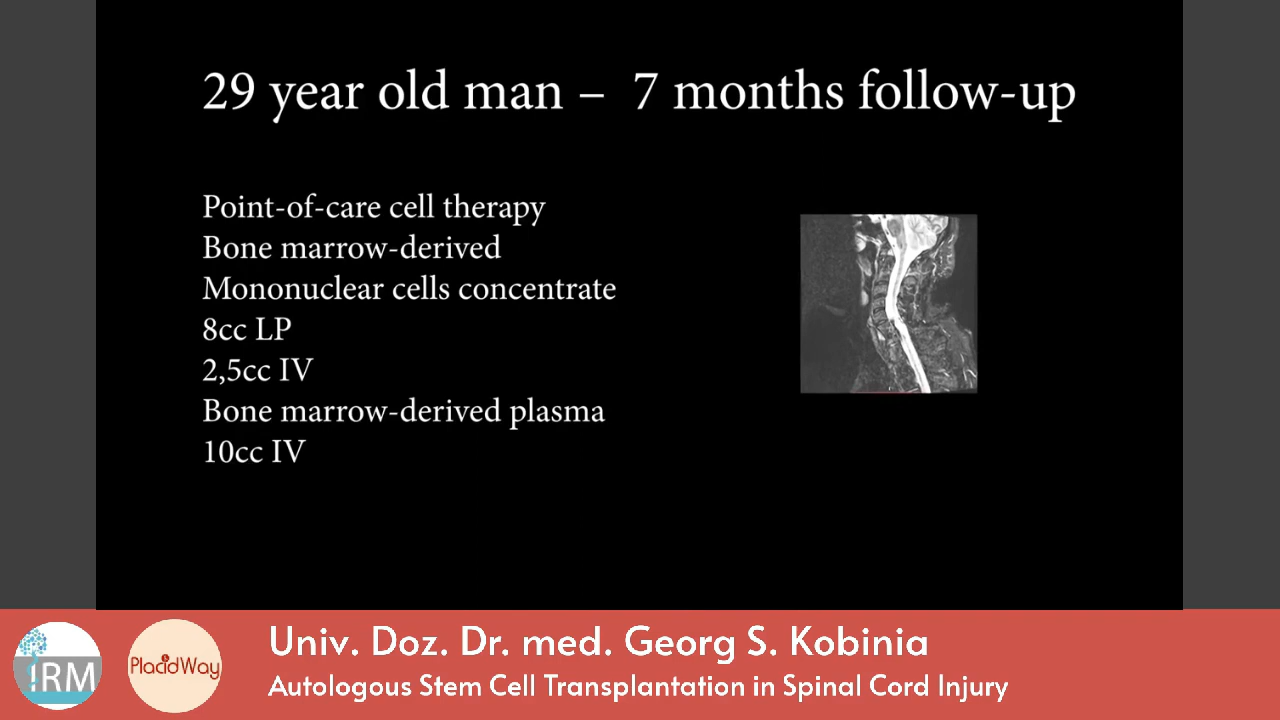 29 year old man – 7 months follow-up
Point-of-care cell therapy
Bone marrow-derived
Mononuclear cells concentrate
8cc LP
2,5cc IV
Bone marrow-derived plasma
10cc IV
IRM
PlacidWay
Univ. Doz. Dr. med. Georg S. Kobinia
Autologous Stem Cell Transplantation in Spinal Cord Injury